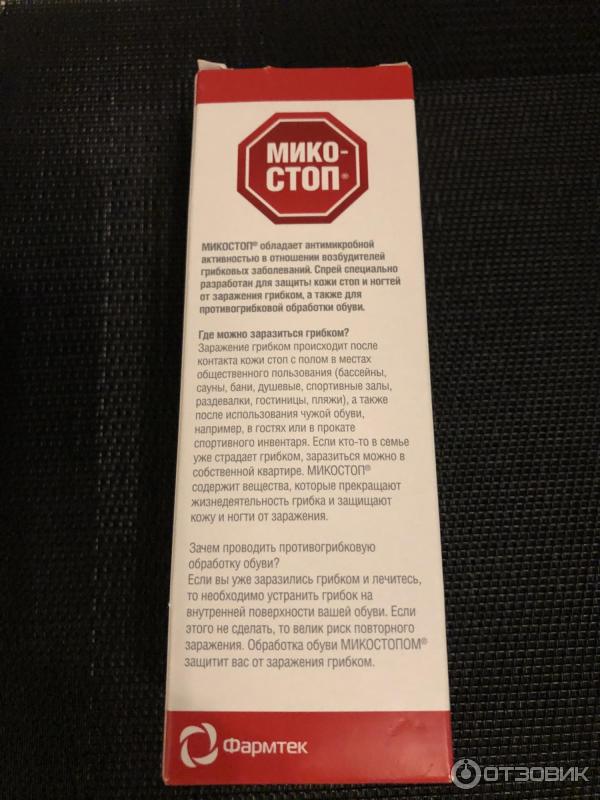 МИКО-
СТОП®
МИКОСТОП® обладает антимикробной
активностью в отношении возбудителей
грибковых заболеваний. Спрей специально
разработан для защиты кожи стоп и ногтей
от заражения грибком, а также для
противогрибковой обработки обуви.
Где можно заразиться грибком?
Заражение грибком происходит после
контакта кожи стоп с полом в местах
общественного пользования (бассейны,
сауны, бани, душевые, спортивные залы,
раздевалки, гостиницы, пляжи), а также
после использования чужой обуви,
например, в гостях или в прокате
спортивного инвентаря. Если кто-то в семье
уже страдает грибком, заразиться можно в
собственной квартире. МИКОСТОП®
содержит вещества, которые прекращают
жизнедеятельность грибка и защищают
кожу и ногти от заражения.
Зачем проводить противогрибковую
обработку обуви?
Если вы уже заразились грибком и лечитесь,
то необходимо устранить грибок на
внутренней поверхности вашей обуви. Если
этого не сделать, то велик риск повторного
заражения. Обработка обуви МИКОСТОПОМ®
защитит вас от заражения грибком.
Фармтек
ОТЗОВИК